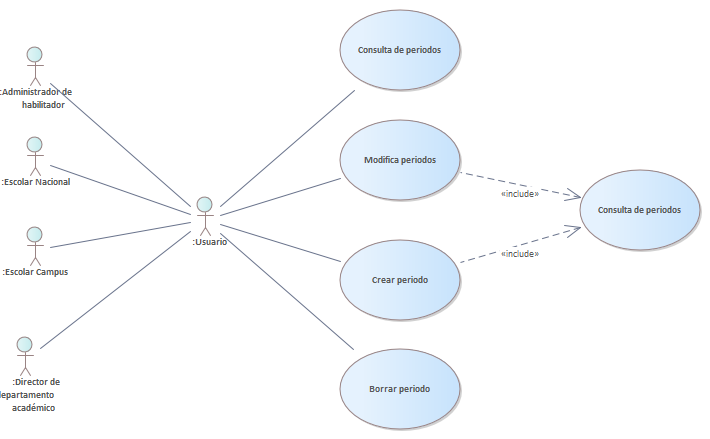 :Administrador de
habilitador
:Escolar Nacional
:Escolar Campus
:Director de
departamento
académico
:Usuario
Consulta de periodos
Modifica periodos
Crear periodo
Borrar periodo
«include»
«include»
Consulta de periodos